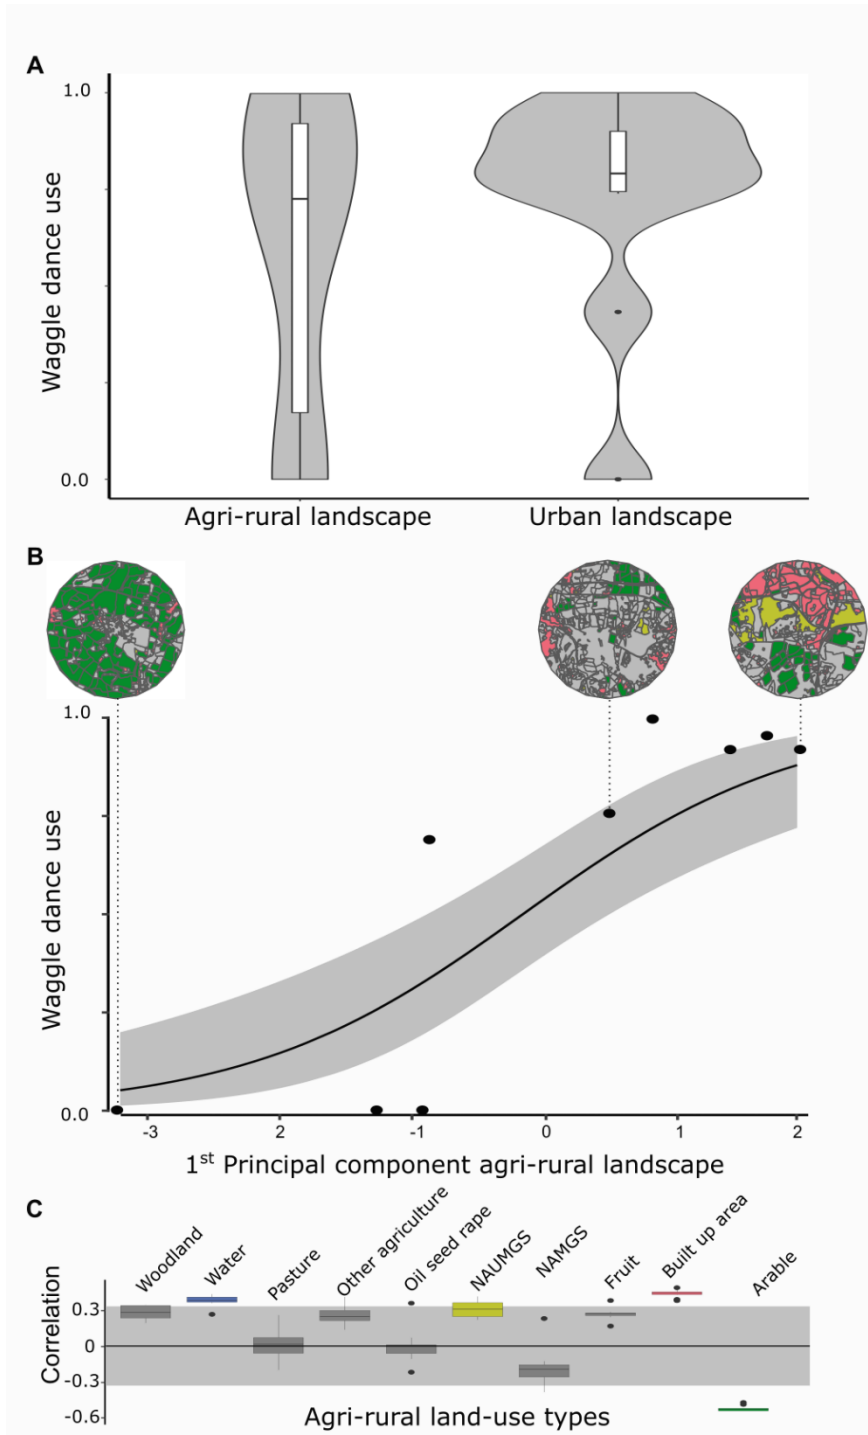 A
1.0
Waggle dance use
0.0
Agri-rural landscape Urban landscape
B
1.0
Waggle dance use
0.0
-3 2 -1 0 1 2
1st Principal component agri-rural landscape
C
Woodland Water Pasture Other agriculture Oil seed rape NAUMGS NAMGS Fruit Built up area Arable
Correlation
0.3
0
-0.3
-0.6
Agri-rural land-use types